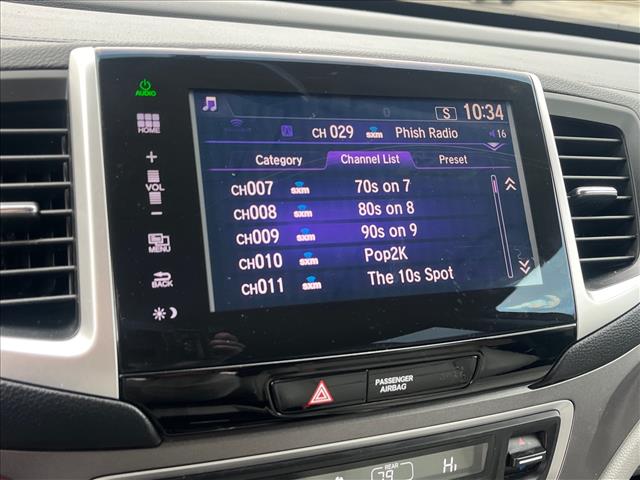 AUDIO
HOME
+
VOL
−
MENU
BACK
S 10:34
CH 029 sxm Phish Radio 16
Category Channel List Preset
CH007 sxm 70s on 7
CH008 sxm 80s on 8
CH009 sxm 90s on 9
CH010 sxm Pop2K
CH011 sxm The 10s Spot
PASSENGER
AIRBAG
REAR
79
HI